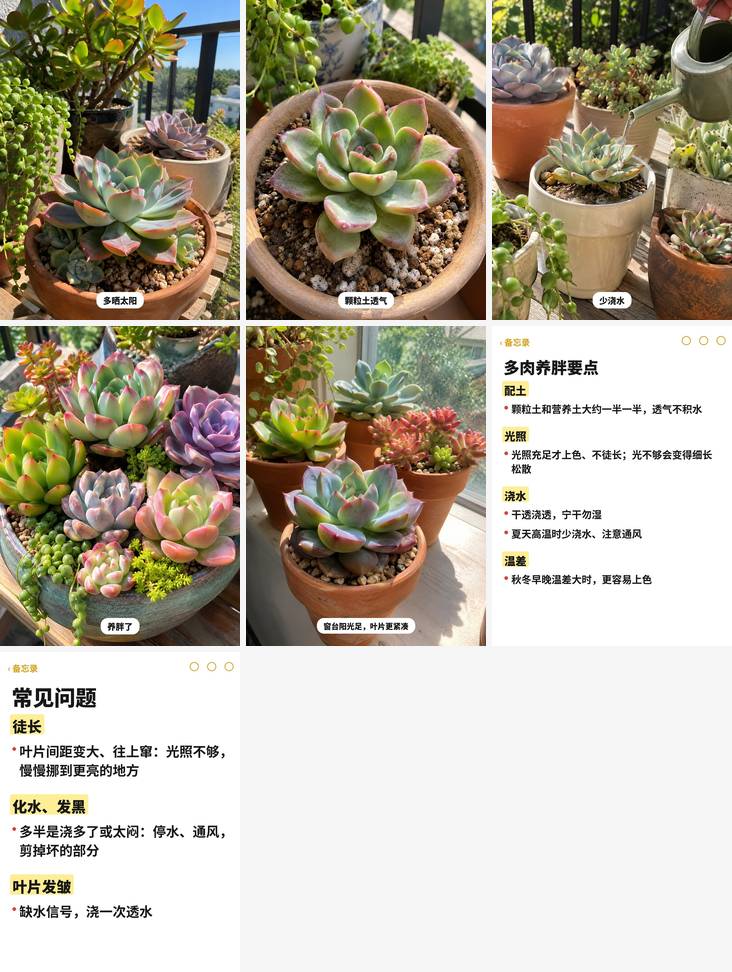 多晒太阳
颗粒土透气
少浇水
养胖了
窗台阳光足，叶片更紧凑
‹备忘录
多肉养胖要点
配土
• 颗粒土和营养土大约一半一半，透气不积水
光照
• 光照充足才上色、不徒长；光不够会变得细长
松散
浇水
• 干透浇透，宁干勿湿
• 夏天高温时少浇水、注意通风
温差
• 秋冬早晚温差大时，更容易上色
‹备忘录
常见问题
徒长
• 叶片间距变大、往上窜：光照不够，
慢慢挪到更亮的地方
化水、发黑
• 多半是浇多了或太闷：停水、通风，
剪掉坏的部分
叶片发皱
• 缺水信号，浇一次透水